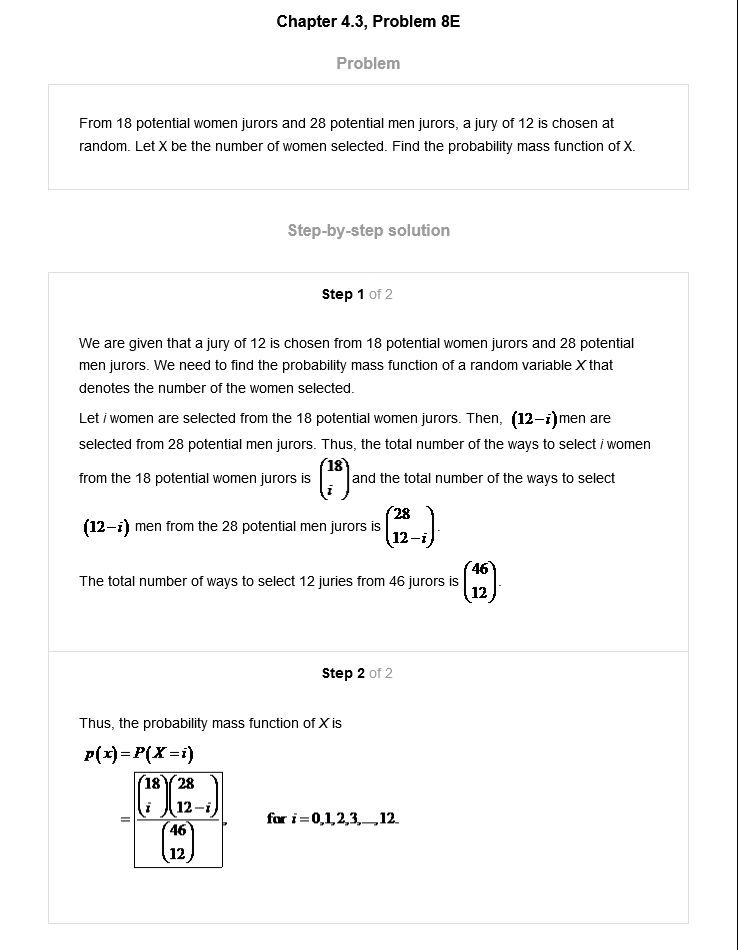 Chapter 4.3, Problem 8E
Problem
From 18 potential women jurors and 28 potential men jurors, a jury of 12 is chosen at
random. Let X be the number of women selected. Find the probability mass function of X.
Step-by-step solution
Step 1 of 2
We are given that a jury of 12 is chosen from 18 potential women jurors and 28 potential
men jurors. We need to find the probability mass function of a random variable X that
denotes the number of the women selected.
Let i women are selected from the 18 potential women jurors. Then, (12−i) men are
selected from 28 potential men jurors. Thus, the total number of the ways to select i women
from the 18 potential women jurors is (18 i) and the total number of the ways to select
(12−i) men from the 28 potential men jurors is (28 12−i).
The total number of ways to select 12 juries from 46 jurors is (46 12).
Step 2 of 2
Thus, the probability mass function of X is
p(x)=P(X=i)
(18 i)(28 12−i)
= , for i=0,1,2,3,...,12.
(46 12)